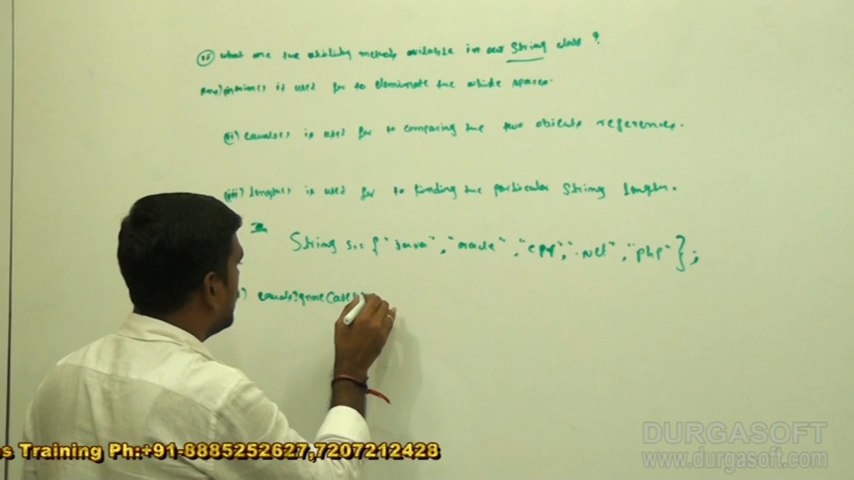 what are the utility methods available in our String class ?
is used for to eliminate the white spaces.
(ii) equals() is used for to comparing the two objects references.
(iii) length() is used for to finding the particular String length.
String s[]={"Java", "oracle", "cpp", ".net", "php"};
) equalsIgnoreCase()
s Training Ph:+91-8885252627,7207212428
DURGASOFT
www.durgasoft.com